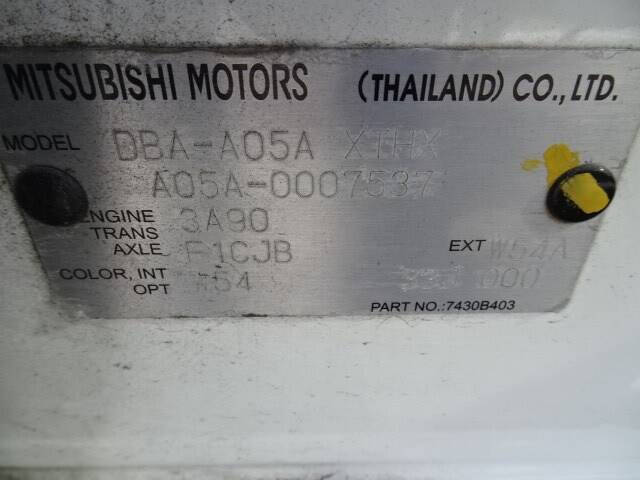 MITSUBISHI MOTORS (THAILAND) CO., LTD.
MODEL DBA-A05A XTHX
A05A-0007537
ENGINE 3A90
TRANS AXLE F1CJB EXT W54A
COLOR, INT OPT 000
PART NO.:7430B403